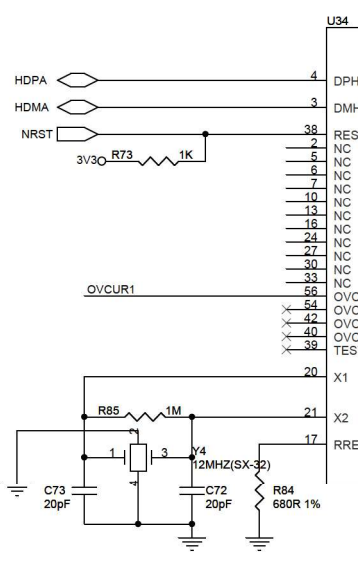 U34
HDPA 4 DPH
HDMA 3 DMH
NRST 38 RES
3V3 R73 1K
2 NC
5 NC
6 NC
7 NC
10 NC
13 NC
16 NC
24 NC
27 NC
30 NC
33 NC
OVCUR1 56 OVC
54 OVC
42 OVC
40 OVC
39 TES
20 X1
R85 1M 21 X2
17 RRE
2
1 3 Y4
12MHZ(SX-32)
4
C73 C72 R84
20pF 20pF 680R 1%